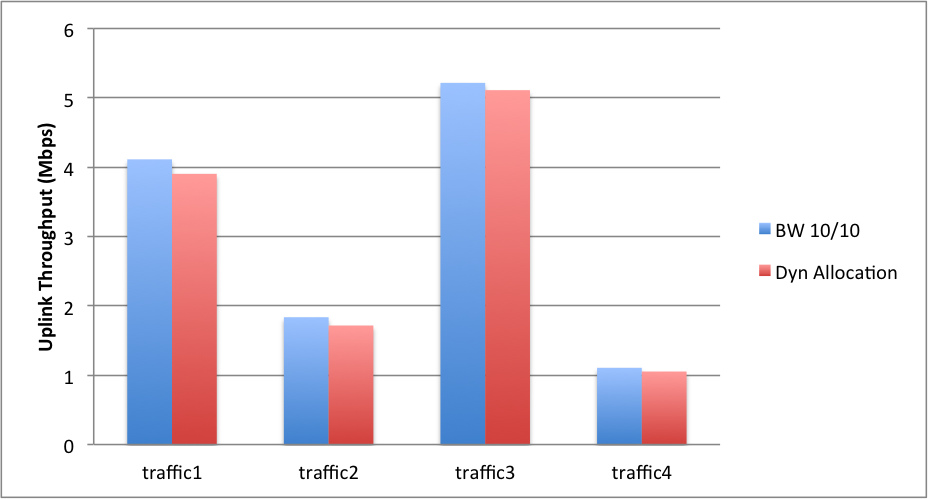 Uplink Throughput (Mbps)
6
5
4
3
2
1
0
traffic1
traffic2
traffic3
traffic4
BW 10/10
Dyn Allocation